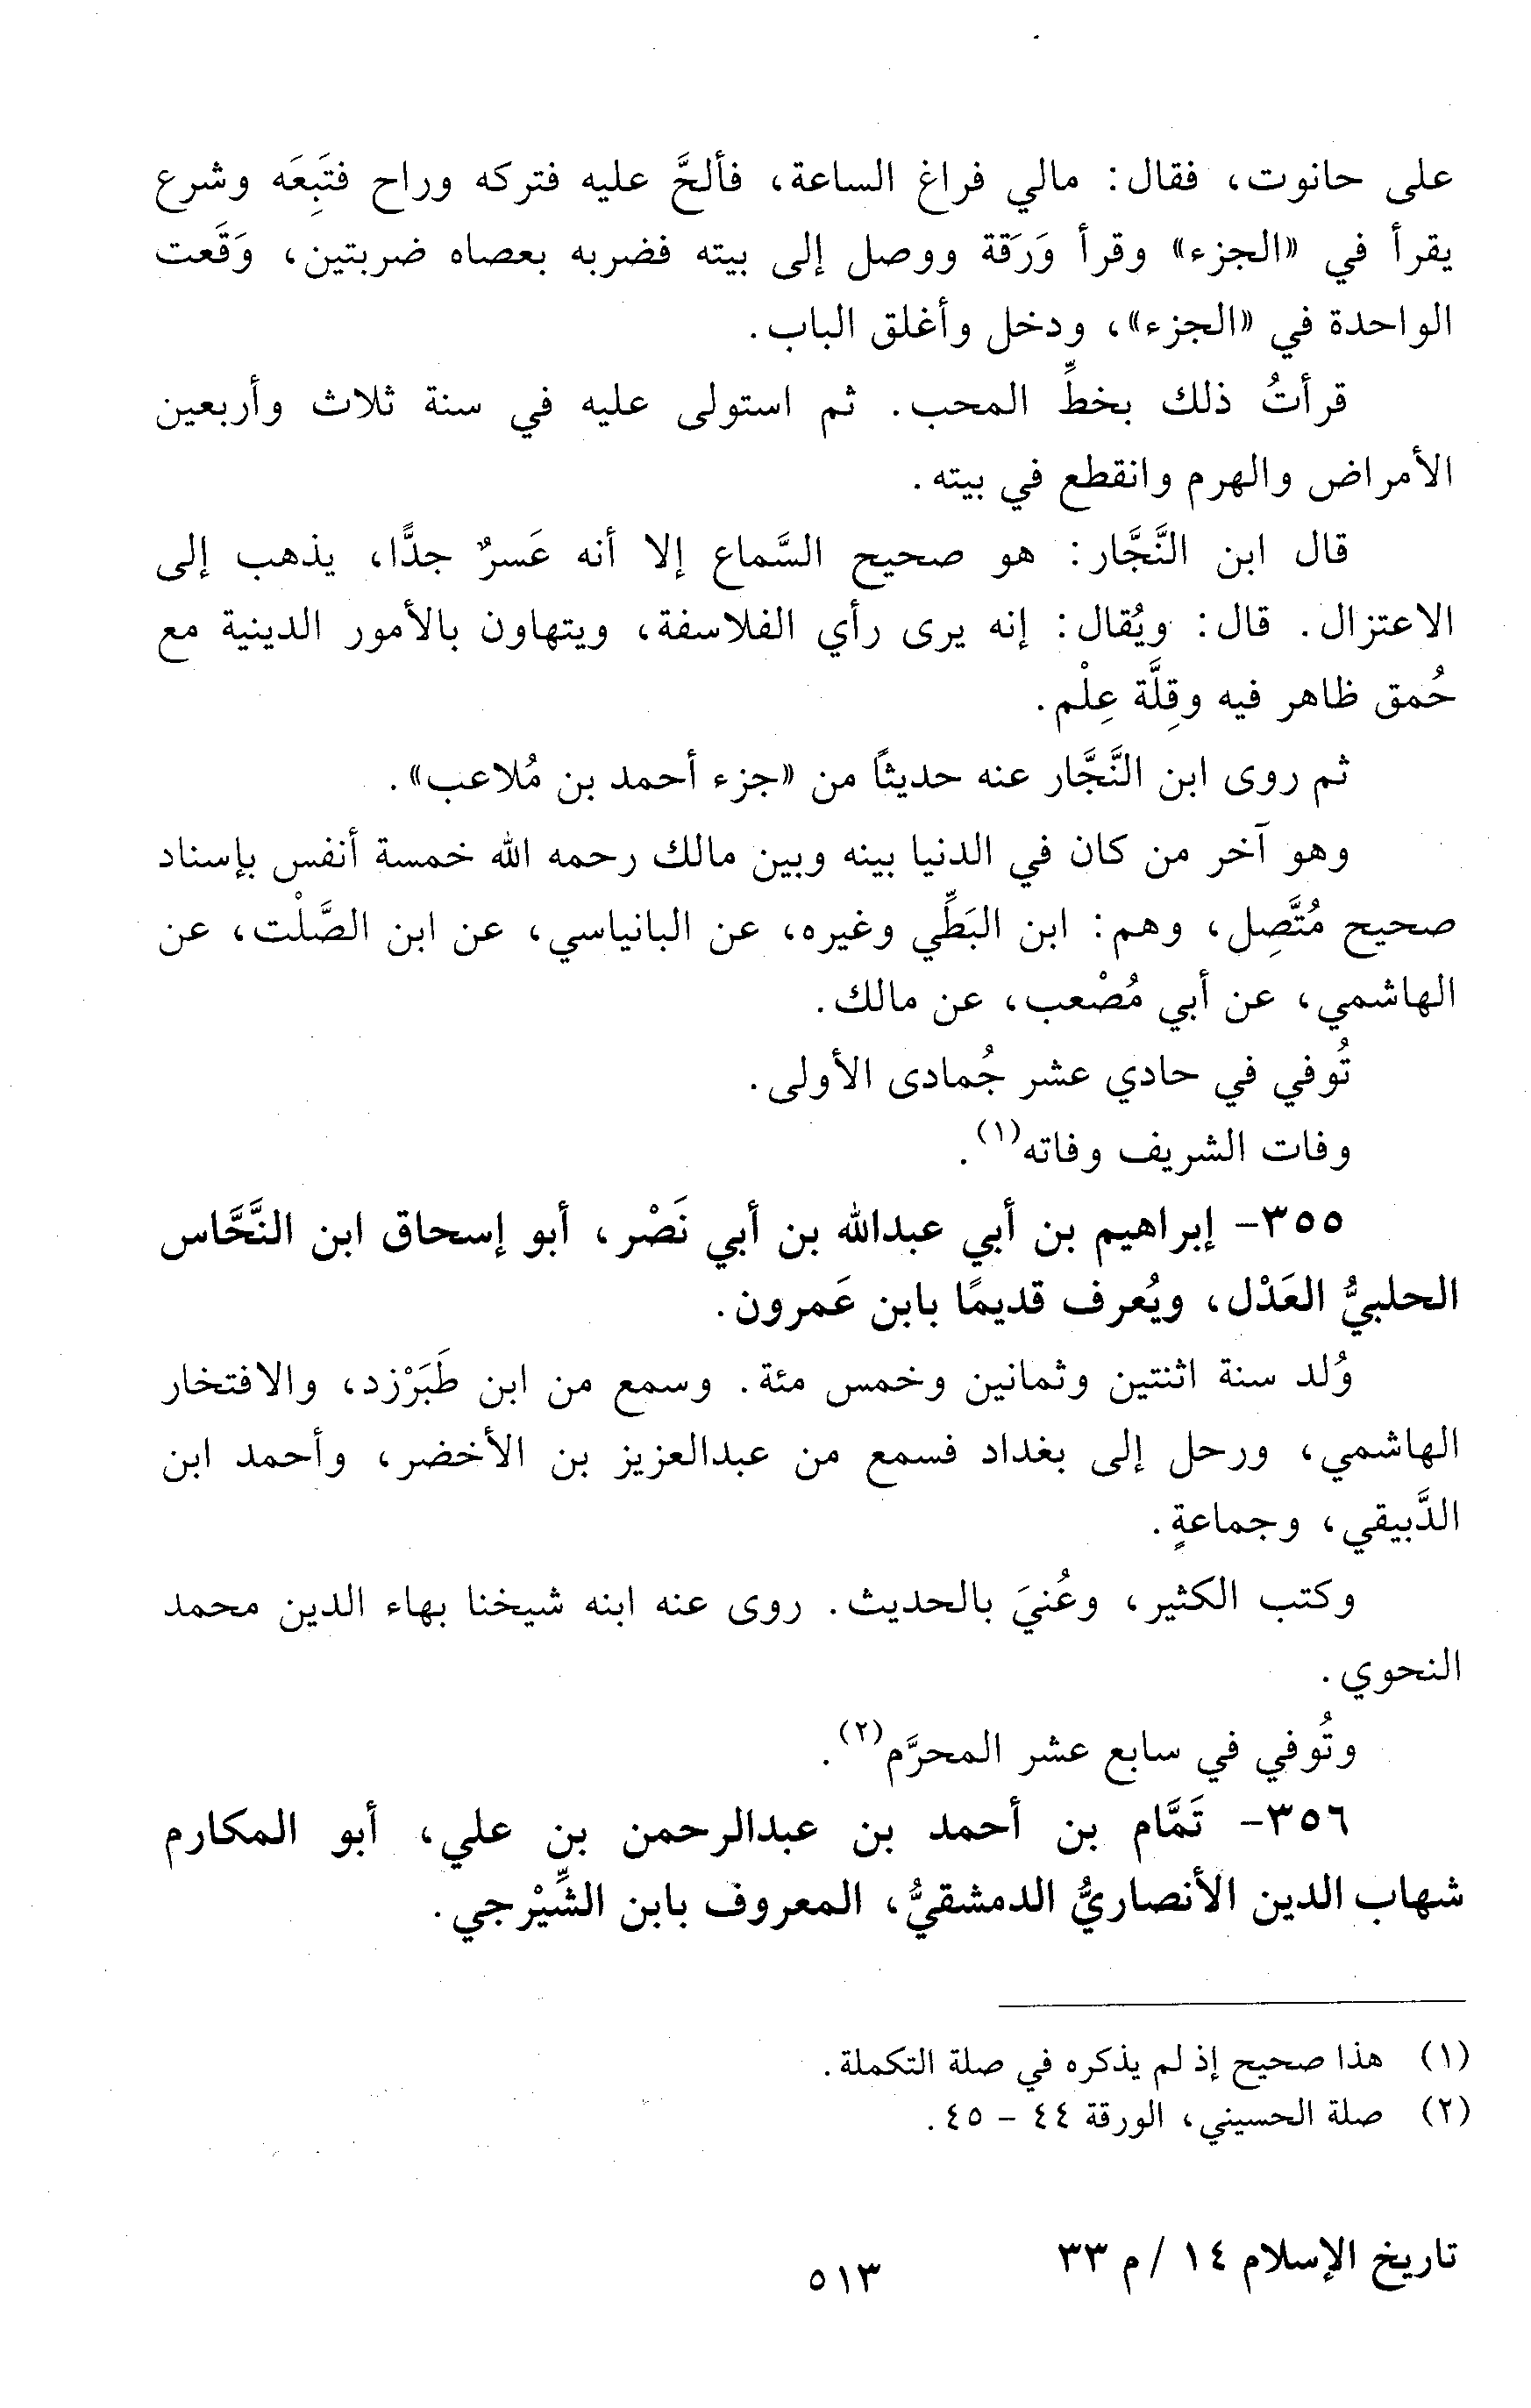 على حانوت، فقال: مالي فراغ الساعة، فألحَّ عليه فتركه وراح فتَبِعَه وشرع
يقرأ في «الجزء» وقرأ وَرَقة ووصل إلى بيته فضربه بعصاه ضربتين، وَقَعت
الواحدة في «الجزء»، ودخل وأغلق الباب.
قرأتُ ذلك بخطِّ المحب. ثم استولى عليه في سنة ثلاث وأربعين
الأمراض والهرم وانقطع في بيته.
قال ابن النَّجَّار: هو صحيح السَّماع إلا أنه عَسرٌ جدًّا، يذهب إلى
الاعتزال. قال: ويُقال: إنه يرى رأي الفلاسفة، ويتهاون بالأمور الدينية مع
حُمق ظاهر فيه وقِلَّة عِلْم.
ثم روى ابن النَّجَّار عنه حديثًا من «جزء أحمد بن مُلاعب».
وهو آخر من كان في الدنيا بينه وبين مالك رحمه الله خمسة أنفس بإسناد
صحيح مُتَّصِل، وهم: ابن البَطِّي وغيره، عن البانياسي، عن ابن الصَّلْت، عن
الهاشمي، عن أبي مُصْعب، عن مالك.
تُوفي في حادي عشر جُمادى الأولى.
وفات الشريف وفاته(١).
٣٥٥- إبراهيم بن أبي عبدالله بن أبي نَصْر، أبو إسحاق ابن النَّحَّاس
الحلبيُّ العَدْل، ويُعرف قديمًا بابن عَمرون.
وُلد سنة اثنتين وثمانين وخمس مئة. وسمع من ابن طَبَرْزد، والافتخار
الهاشمي، ورحل إلى بغداد فسمع من عبدالعزيز بن الأخضر، وأحمد ابن
الدَّبيقي، وجماعةٍ.
وكتب الكثير، وعُنيَ بالحديث. روى عنه ابنه شيخنا بهاء الدين محمد
النحوي.
وتُوفي في سابع عشر المحرَّم(٢).
٣٥٦- تَمَّام بن أحمد بن عبدالرحمن بن علي، أبو المكارم
شهاب الدين الأنصاريُّ الدمشقيُّ، المعروف بابن الشِّيْرجي.
(١) هذا صحيح إذ لم يذكره في صلة التكملة.
(٢) صلة الحسيني، الورقة ٤٤ - ٤٥.
تاريخ الإسلام ١٤ / م ٣٣
٥١٣